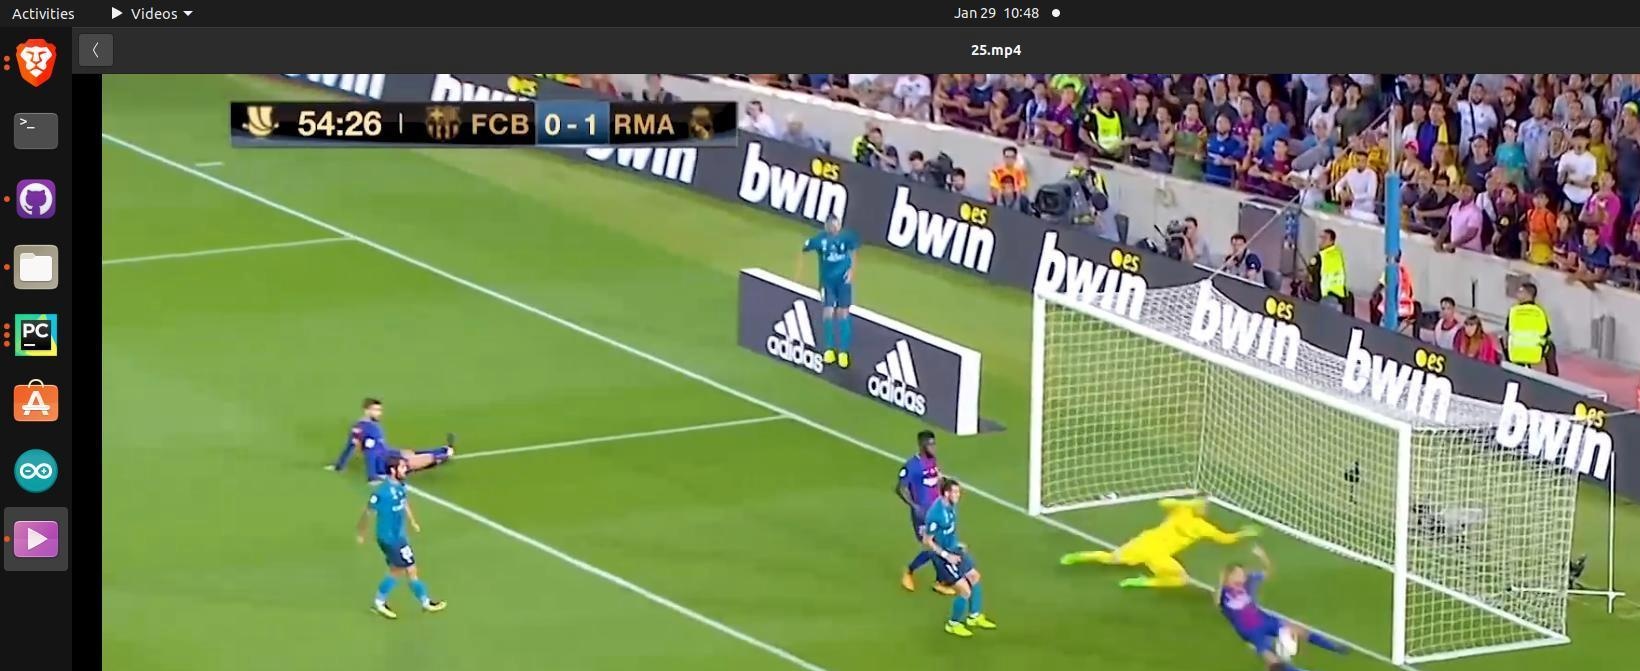 Activities Videos Jan 29 10:48
25.mp4
54:26 FCB 0 - 1 RMA
bwin
es
bwin
es
bwin
es
bwin
es
bwin
es
bwin
es
bwin
es
adidas
adidas
>_
PC